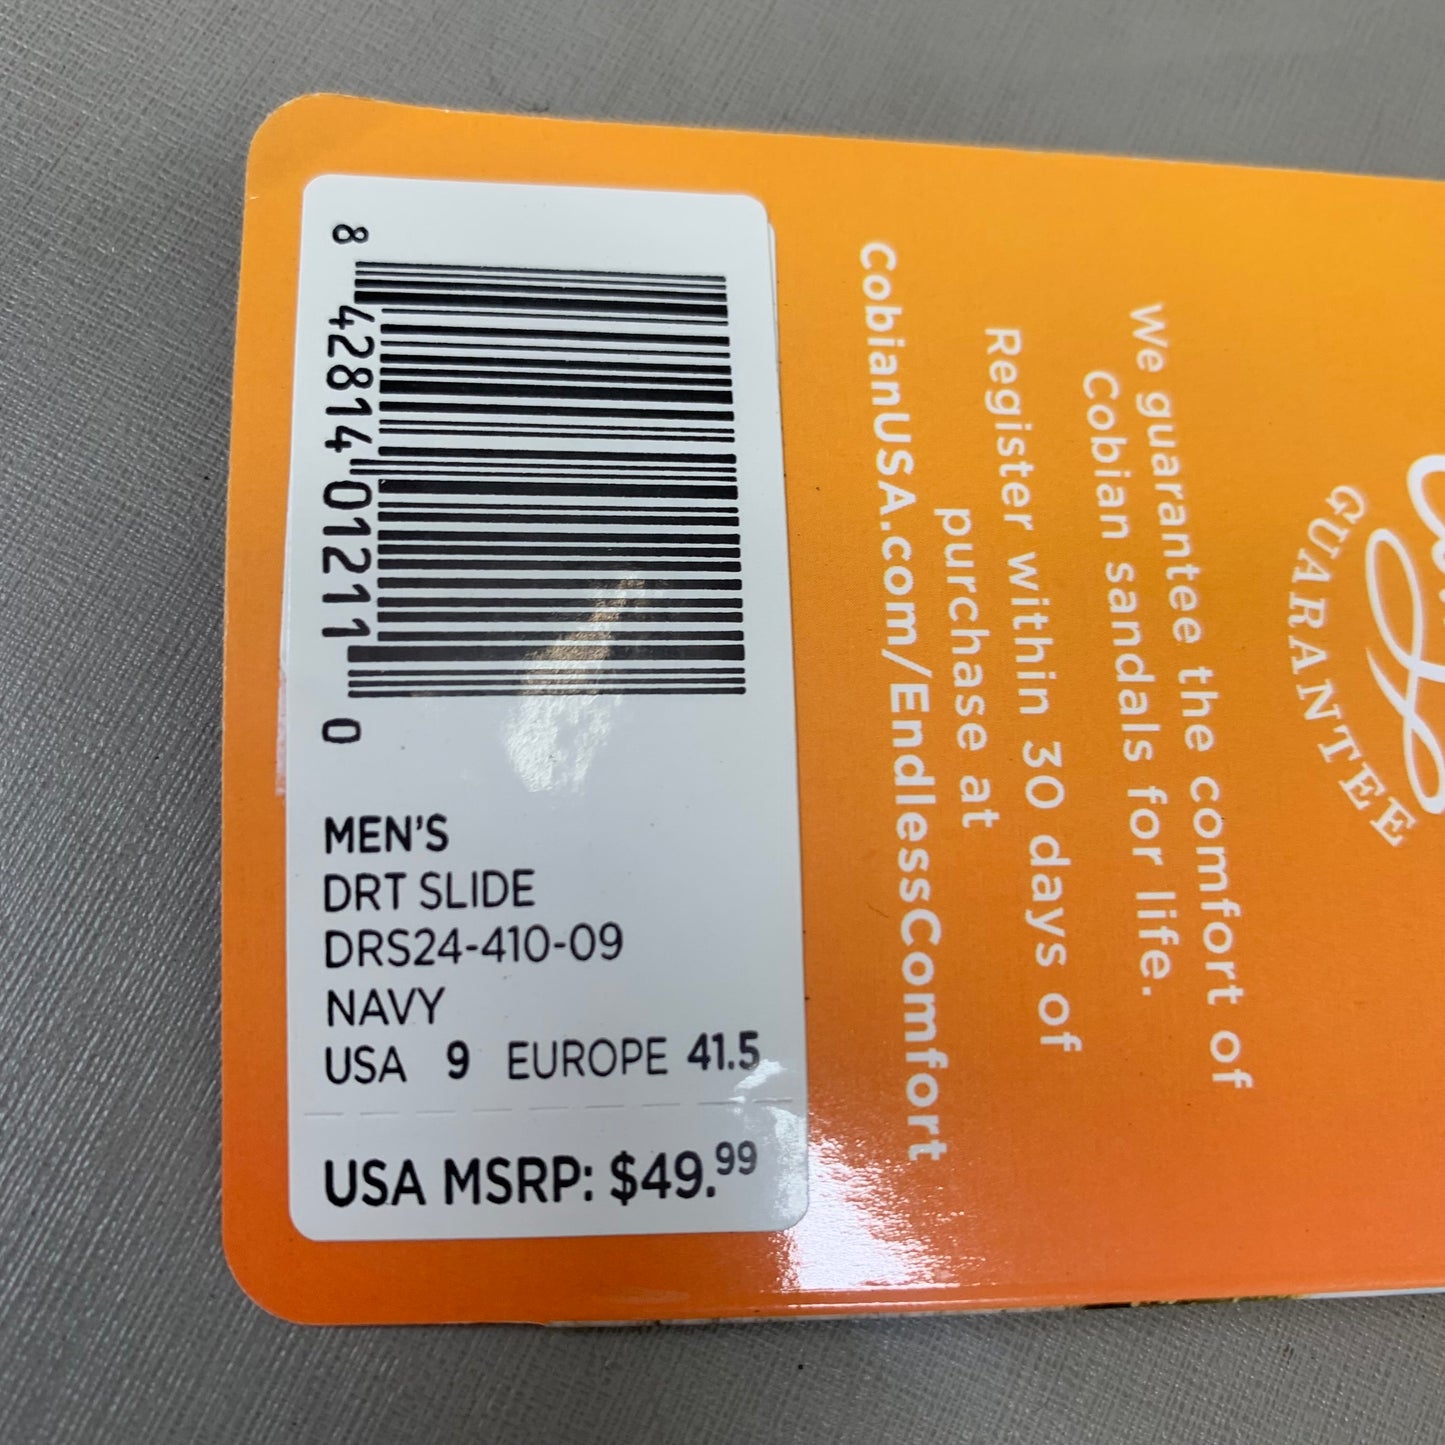 8 42814 01211 0
MEN'S
DRT SLIDE
DRS24-410-09
NAVY
USA 9 EUROPE 41.5
USA MSRP: $49.99
GUARANTEE
We guarantee the comfort of
Cobian sandals for life.
Register within 30 days of
purchase at
CobianUSA.com/EndlessComfort